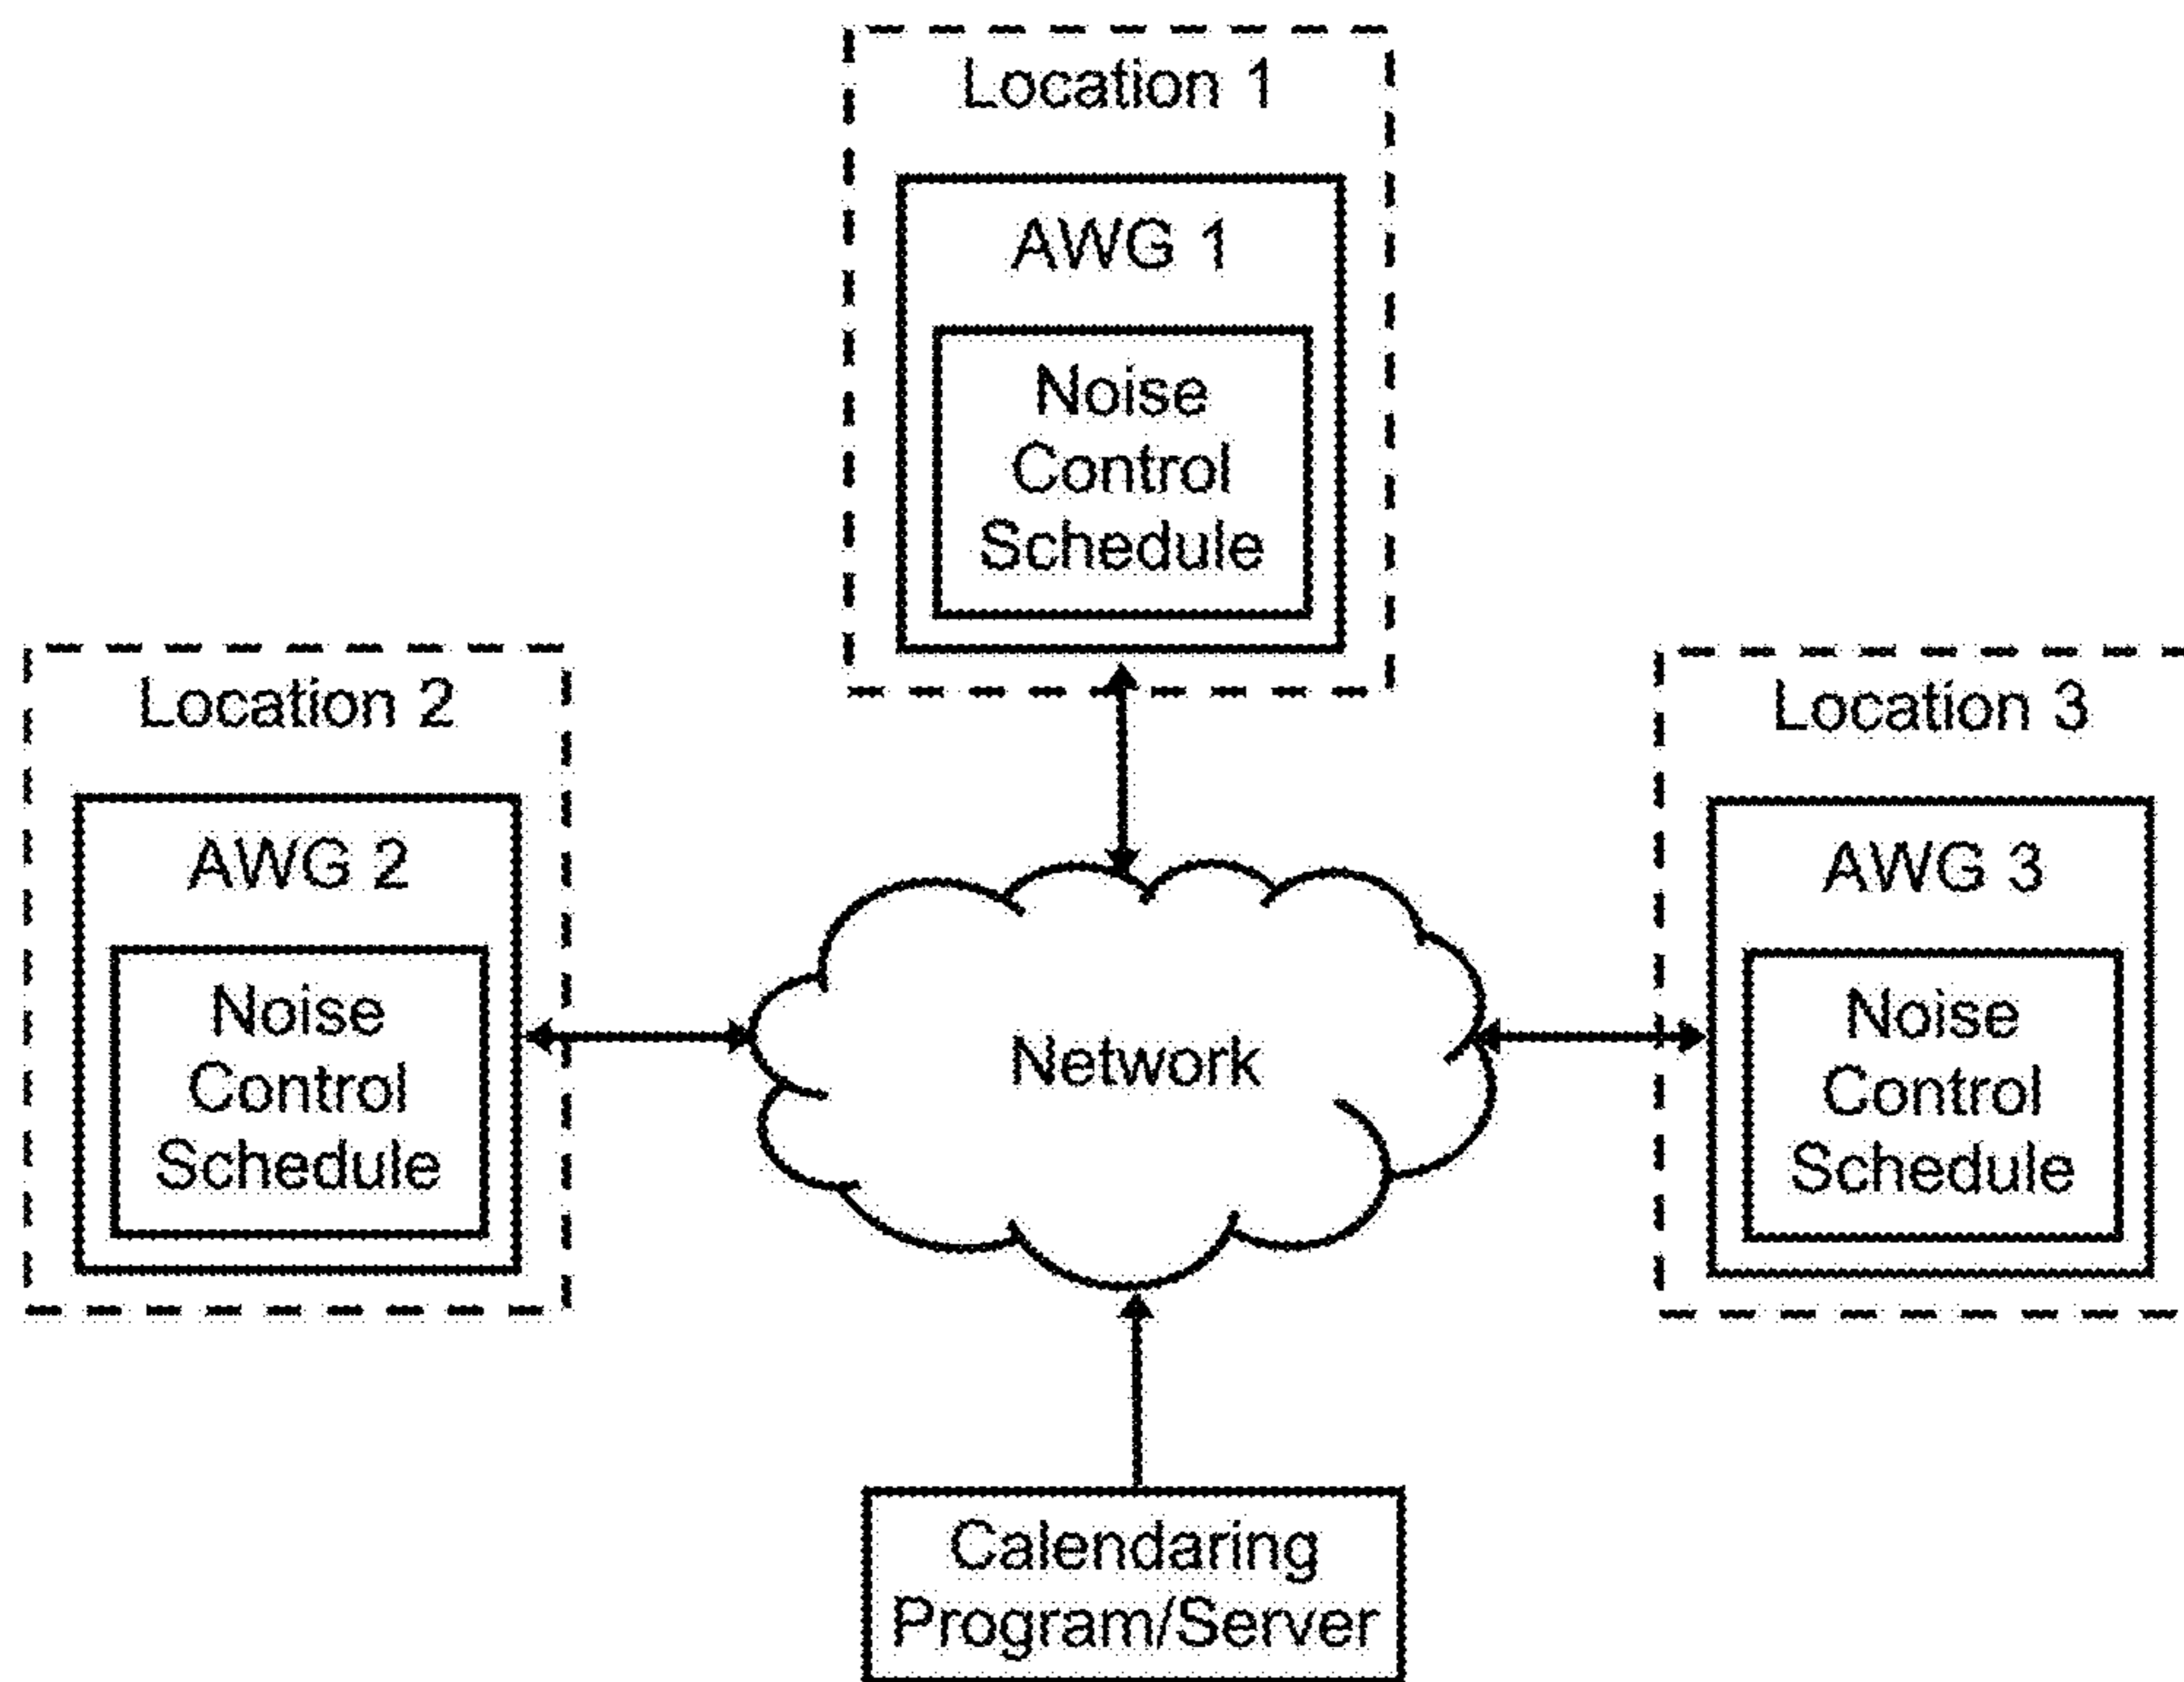 Location 1
AWG 1
Noise
Control
Schedule
Location 2
AWG 2
Noise
Control
Schedule
Network
Location 3
AWG 3
Noise
Control
Schedule
Calendaring
Program/Server